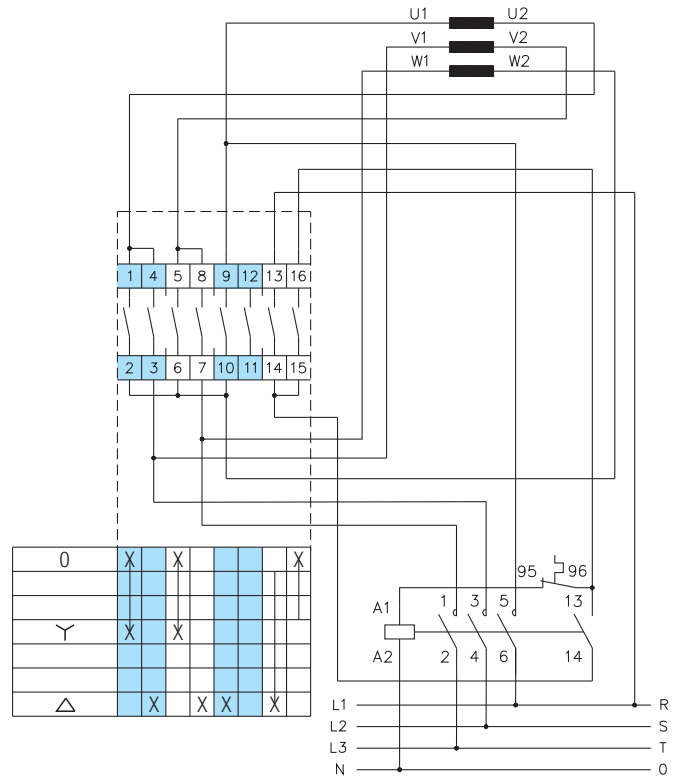 U1 U2
V1 V2
W1 W2
1 4 5 8 9 12 13 16
2 3 6 7 10 11 14 15
0 X X X
95 96
1 3 5 13
A1
X X
A2 2 4 6 14
X X X X
L1 R
L2 S
L3 T
N 0